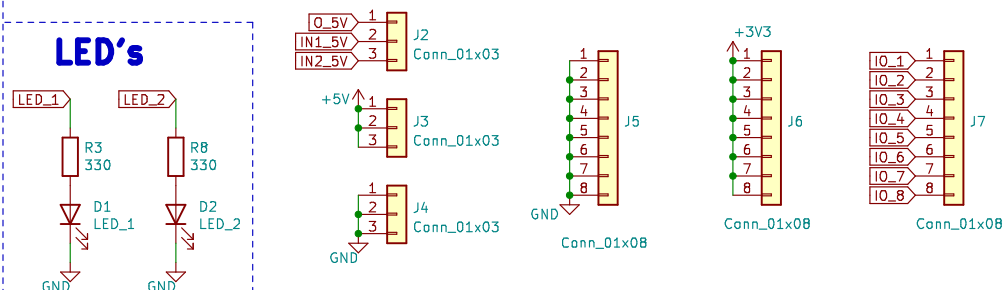 LED's
LED_1
LED_2
R3
330
R8
330
D1
LED_1
D2
LED_2
GND
GND
O_5V
IN1_5V
IN2_5V
1
2
3
J2
Conn_01x03
+5V
1
2
3
J3
Conn_01x03
1
2
3
J4
Conn_01x03
GND
1
2
3
4
5
6
7
8
J5
GND
Conn_01x08
+3V3
1
2
3
4
5
6
7
8
J6
Conn_01x08
IO_1
IO_2
IO_3
IO_4
IO_5
IO_6
IO_7
IO_8
1
2
3
4
5
6
7
8
J7
Conn_01x08